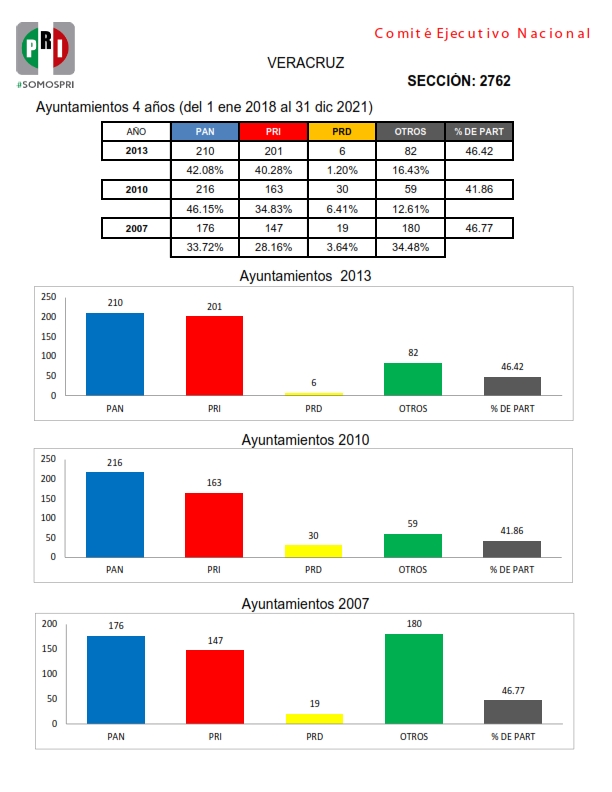 Comité Ejecutivo Nacional
PRI
#SOMOSPRI
VERACRUZ
SECCIÓN: 2762
Ayuntamientos 4 años (del 1 ene 2018 al 31 dic 2021)
AÑO PAN PRI PRD OTROS % DE PART
2013 210 201 6 82 46.42
42.08% 40.28% 1.20% 16.43%
2010 216 163 30 59 41.86
46.15% 34.83% 6.41% 12.61%
2007 176 147 19 180 46.77
33.72% 28.16% 3.64% 34.48%
Ayuntamientos 2013
250
200
150
100
50
0
210 201 6 82 46.42
PAN PRI PRD OTROS % DE PART
Ayuntamientos 2010
250
200
150
100
50
0
216 163 30 59 41.86
PAN PRI PRD OTROS % DE PART
Ayuntamientos 2007
200
150
100
50
0
176 147 19 180 46.77
PAN PRI PRD OTROS % DE PART